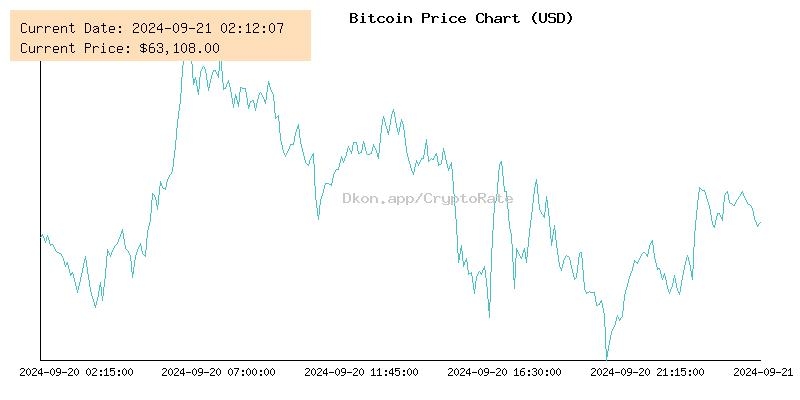 Bitcoin Price Chart (USD)
Current Date: 2024-09-21 02:12:07
Current Price: $63,108.00
Dkon.app/CryptoRate
2024-09-20 02:15:00 2024-09-20 07:00:00 2024-09-20 11:45:00 2024-09-20 16:30:00 2024-09-20 21:15:00 2024-09-21